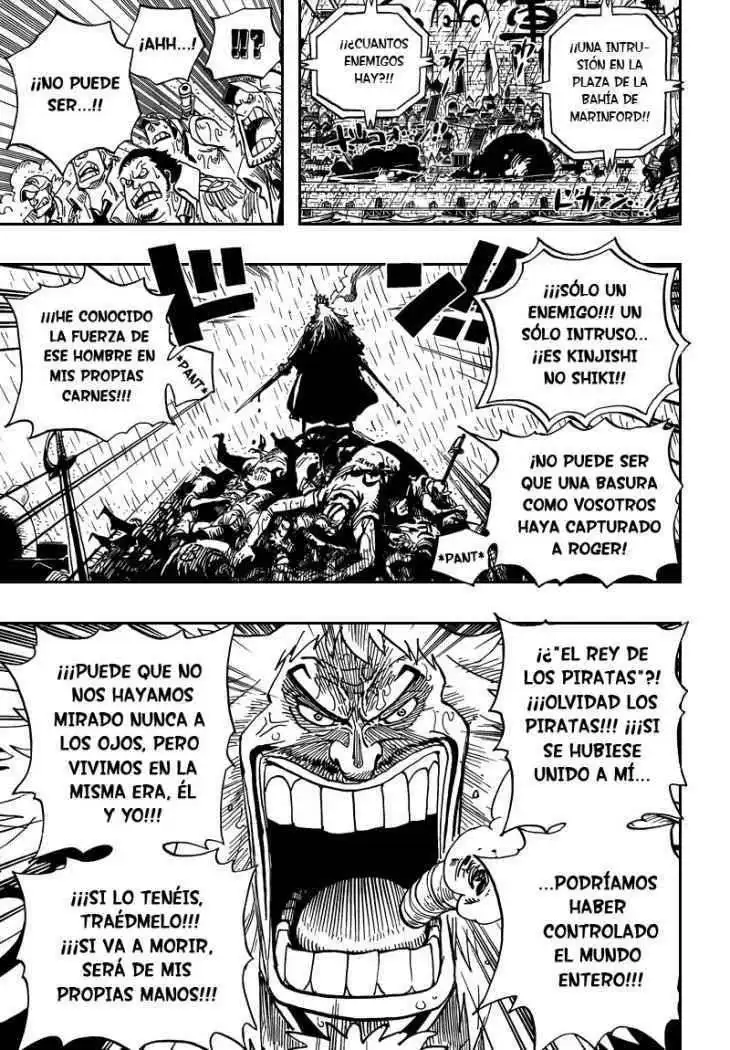 ¡¡UNA INTRU-
SIÓN EN LA
PLAZA DE LA
BAHÍA DE
MARINFORD!!
¡¡¿CUANTOS
ENEMIGOS
HAY?!!
!!?
¡AHH...!
¡¡NO PUEDE
SER...!!
¡¡¡SÓLO UN
ENEMIGO!!! UN
SÓLO INTRUSO...
¡¡ES KINJISHI
NO SHIKI!!
¡¡¡HE CONOCIDO
LA FUERZA DE
ESE HOMBRE EN
MIS PROPIAS
CARNES!!!
*PANT*
¡NO PUEDE SER
QUE UNA BASURA
COMO VOSOTROS
HAYA CAPTURADO
A ROGER!
*PANT*
ドン
¡¿"EL REY DE
LOS PIRATAS"?!
¡¡¡OLVIDAD LOS
PIRATAS!!! ¡¡¡SI
SE HUBIESE
UNIDO A MÍ...
...PODRÍAMOS
HABER
CONTROLADO
EL MUNDO
ENTERO!!!
¡¡¡PUEDE QUE NO
NOS HAYAMOS
MIRADO NUNCA A
LOS OJOS, PERO
VIVIMOS EN LA
MISMA ERA, ÉL
Y YO!!!
¡¡¡SI LO TENÉIS,
TRAÉDMELO!!!
¡¡¡SI VA A MORIR,
SERÁ DE MIS
PROPIAS MANOS!!!